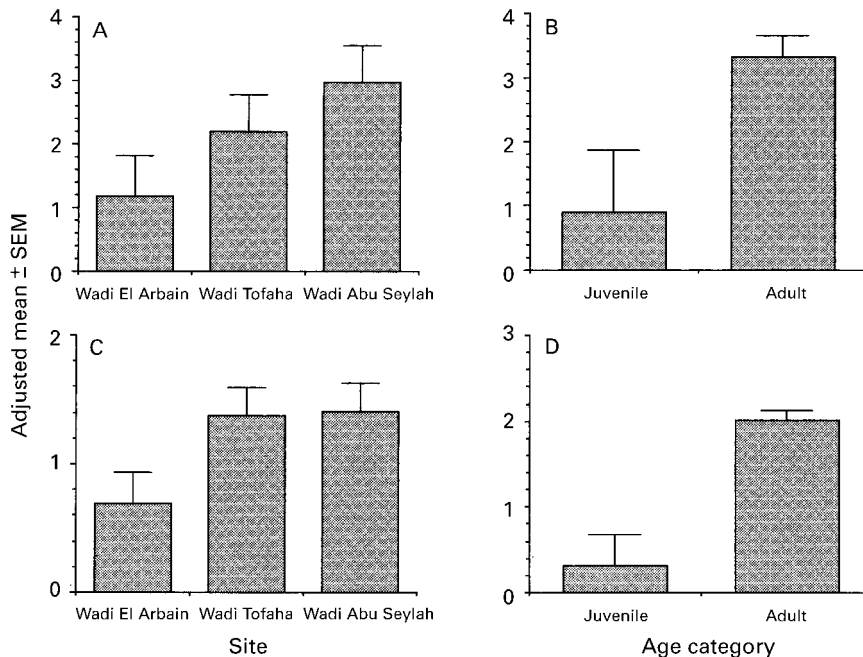 Adjusted mean ± SEM
A
4
3
2
1
0
Wadi El Arbain Wadi Tofaha Wadi Abu Seylah
B
4
3
2
1
0
Juvenile Adult
C
2
1
0
Wadi El Arbain Wadi Tofaha Wadi Abu Seylah
Site
D
3
2
1
0
Juvenile Adult
Age category